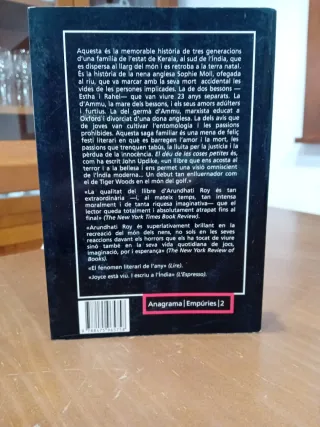 Aquesta és la memorable història de tres generacions
d'una família de l'estat de Kerala, al sud de l'Índia, que
es dispersa al llarg del món i es retroba a la terra natal.
És la història de la nena anglesa Sophie Moll, ofegada
al riu, que va marcar amb la seva mort accidental les
vides de les persones implicades. La de dos bessons —
Estha i Rahel— que van viure 23 anys separats. La
d'Ammu, la mare dels bessons, i els seus amors adúlters
i furtius. La del germà d'Ammu, marxista educat a
Oxford i divorciat d'una dona anglesa. La dels avis que
de joves van cultivar l'entomologia i les passions
prohibides. Aquesta saga familiar és una mena de feliç
festí literari en què es barregen l'amor i la mort, les
passions que trenquen tabús, la lluita per la justícia i la
pèrdua de la innocència. El déu de les coses petites és,
com ha escrit John Updike, «un llibre que ens acosta al
terror i a la bellesa i ens permet una visió omniscient
de l'Índia moderna... Un debut tan enlluernador com
el de Tiger Woods en el món del golf.»
«La qualitat del llibre d'Arundhati Roy és tan
extraordinària —i, al mateix temps, tan intensa
moralment i de tanta riquesa imaginativa— que el
lector queda totalment i absolutament atrapat fins al
final» (The New York Times Book Review).
«Arundhati Roy és superlativament brillant en la
recreació del món dels nens, no sols en les seves
reaccions davant els horrors que els ha tocat de viure
sinó també en la seva vida quotidiana de jocs,
imaginació, por i esperança» (The New York Review of
Books).
«El fenomen literari de l'any» (Lire).
«Joyce està viu. I escriu a l'Índia» (L'Espresso).
Anagrama|Empúries|2